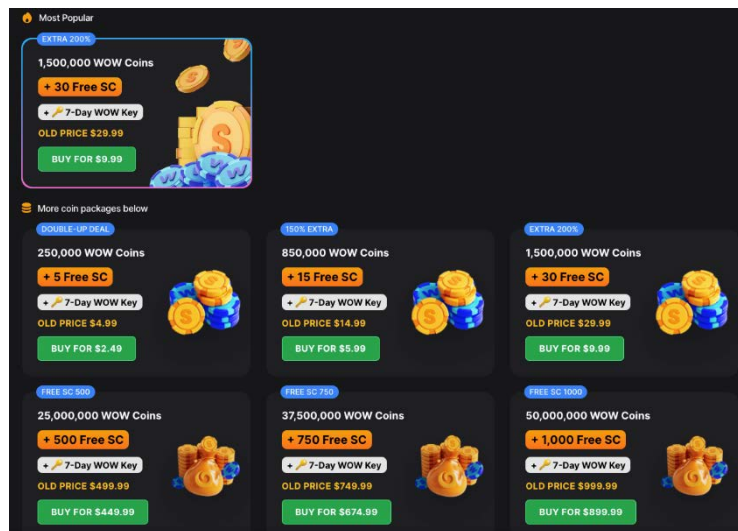 Most Popular
EXTRA 200%
1,500,000 WOW Coins
+ 30 Free SC
+ 7-Day WOW Key
OLD PRICE $29.99
BUY FOR $9.99
More coin packages below
DOUBLE-UP DEAL
250,000 WOW Coins
+ 5 Free SC
+ 7-Day WOW Key
OLD PRICE $4.99
BUY FOR $2.49
150% EXTRA
850,000 WOW Coins
+ 15 Free SC
+ 7-Day WOW Key
OLD PRICE $14.99
BUY FOR $5.99
EXTRA 200%
1,500,000 WOW Coins
+ 30 Free SC
+ 7-Day WOW Key
OLD PRICE $29.99
BUY FOR $9.99
FREE SC 500
25,000,000 WOW Coins
+ 500 Free SC
+ 7-Day WOW Key
OLD PRICE $499.99
BUY FOR $449.99
FREE SC 750
37,500,000 WOW Coins
+ 750 Free SC
+ 7-Day WOW Key
OLD PRICE $749.99
BUY FOR $674.99
FREE SC 1000
50,000,000 WOW Coins
+ 1,000 Free SC
+ 7-Day WOW Key
OLD PRICE $999.99
BUY FOR $899.99